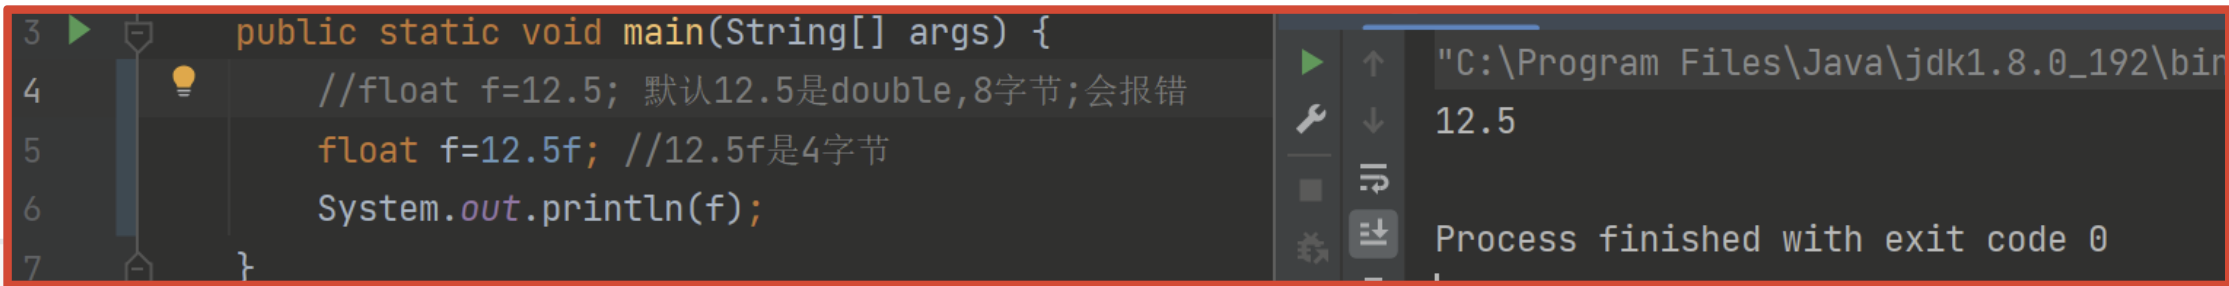 3 public static void main(String[] args) {
4 //float f=12.5; 默认12.5是double,8字节;会报错
5 float f=12.5f; //12.5f是4字节
6 System.out.println(f);
7 }
"C:\Program Files\Java\jdk1.8.0_192\bin
12.5
Process finished with exit code 0